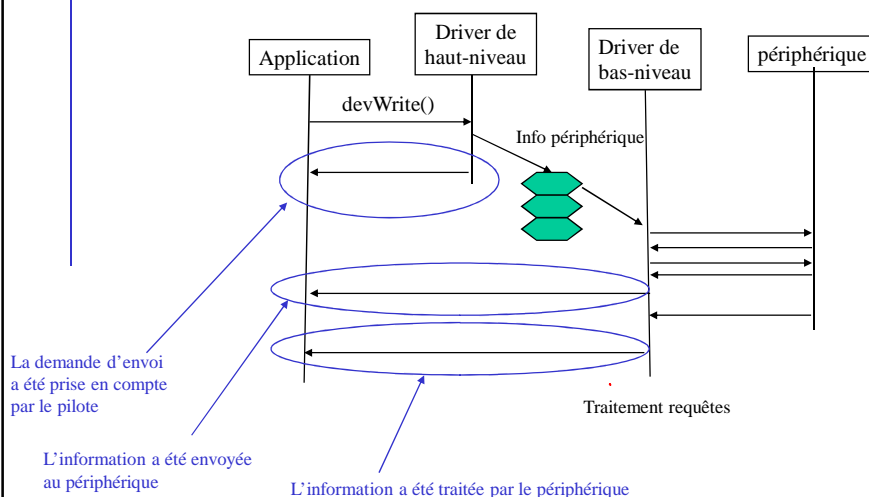 Application
Driver de
haut-niveau
Driver de
bas-niveau
périphérique
devWrite()
Info périphérique
La demande d'envoi
a été prise en compte
par le pilote
Traitement requêtes
L'information a été envoyée
au périphérique
L'information a été traitée par le périphérique